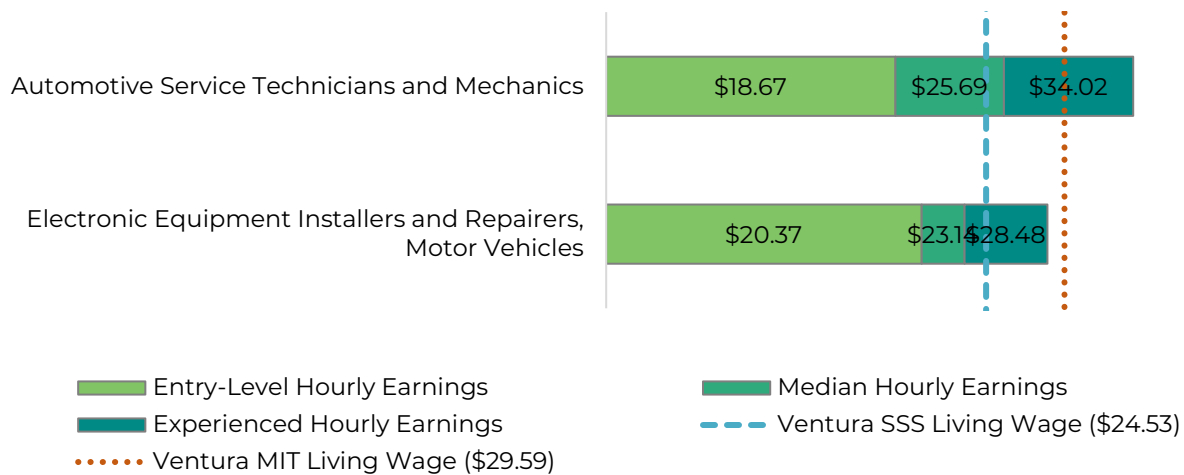 Automotive Service Technicians and Mechanics
$18.67
$25.69
$34.02
Electronic Equipment Installers and Repairers,
Motor Vehicles
$20.37
$23.14
$28.48
Entry-Level Hourly Earnings
Median Hourly Earnings
Experienced Hourly Earnings
Ventura SSS Living Wage ($24.53)
Ventura MIT Living Wage ($29.59)